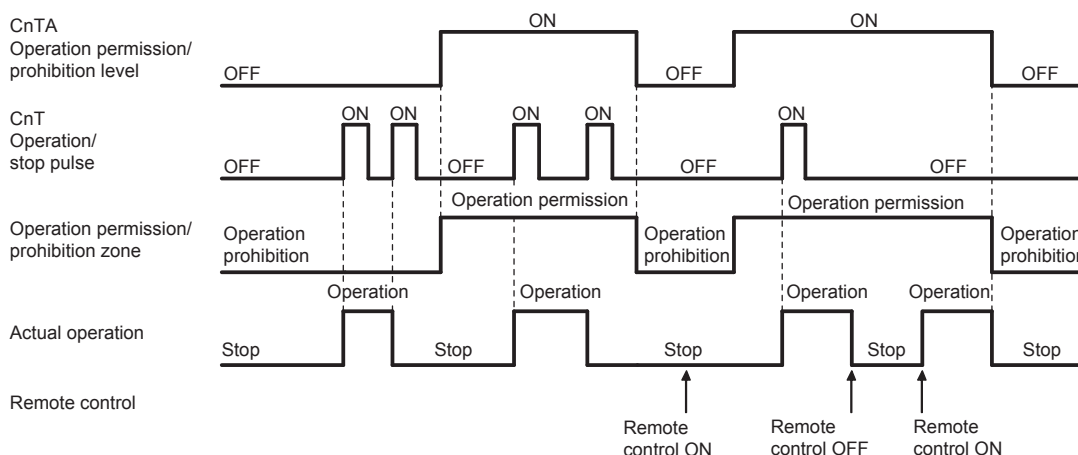 CnTA
Operation permission/
prohibition level
ON
ON
OFF
OFF
OFF
CnT
Operation/
stop pulse
ON ON
ON
ON
ON
OFF
OFF
OFF
OFF
Operation permission/
prohibition zone
Operation permission
Operation permission
Operation
prohibition
Operation
prohibition
Operation
prohibition
Actual operation
Operation
Operation
Operation
Operation
Stop
Stop
Stop
Stop
Stop
Remote control
Remote
control ON
Remote
control OFF
Remote
control ON